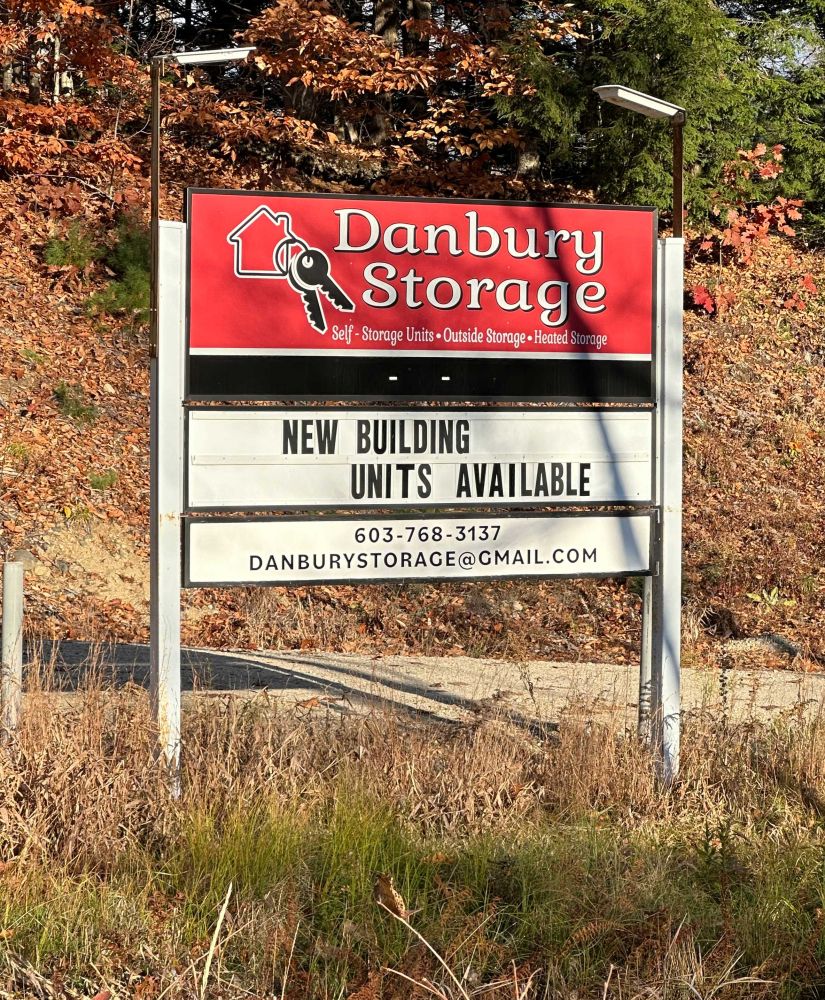 Danbury
Storage
Self - Storage Units • Outside Storage • Heated Storage
NEW BUILDING
UNITS AVAILABLE
603-768-3137
DANBURYSTORAGE@GMAIL.COM